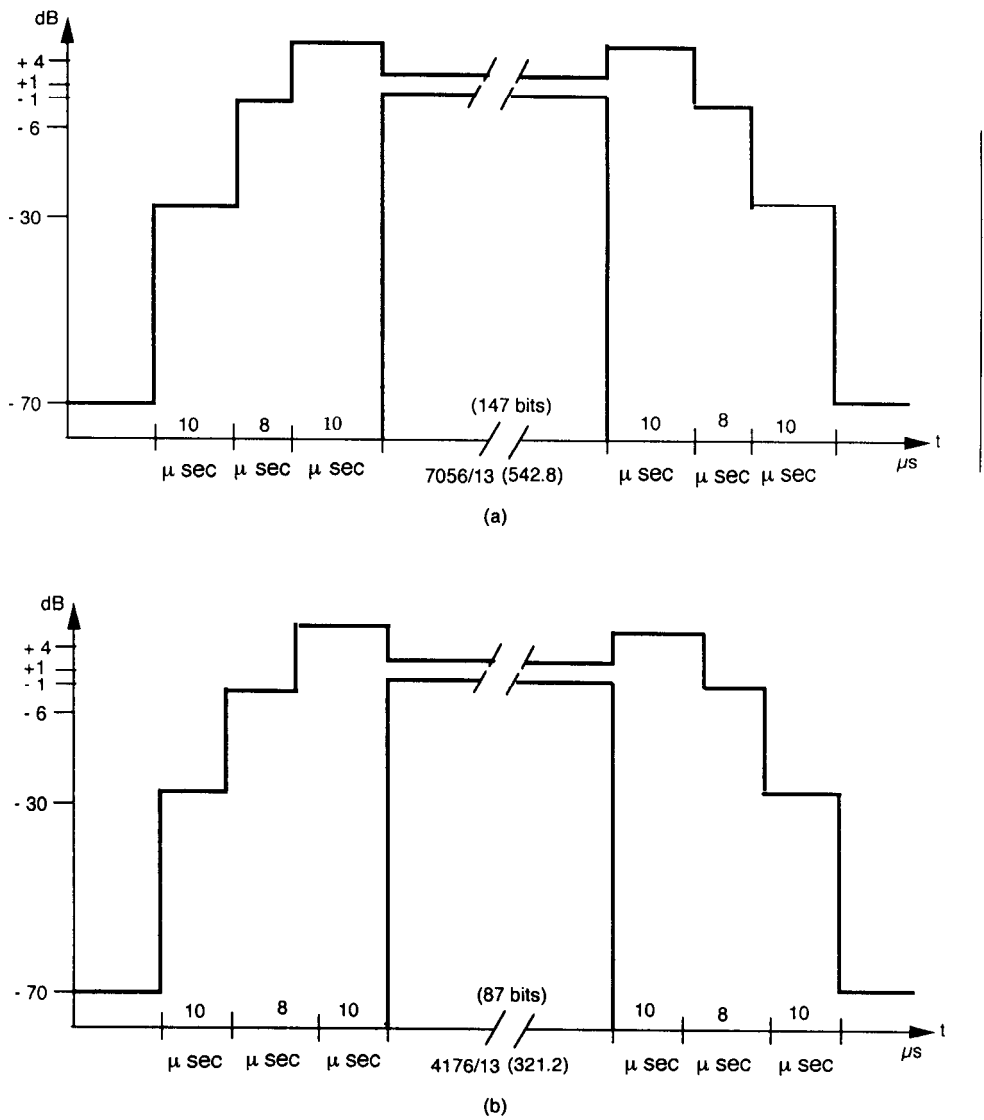 dB
+ 4
+1
- 1
- 6
- 30
- 70
(147 bits)
10 8 10 10 8 10
t
µ sec µ sec µ sec 7056/13 (542.8) µ sec µ sec µ sec µs
(a)
dB
+ 4
+1
- 1
- 6
- 30
- 70
(87 bits)
10 8 10 10 8 10
t
µ sec µ sec µ sec 4176/13 (321.2) µ sec µ sec µ sec µs
(b)